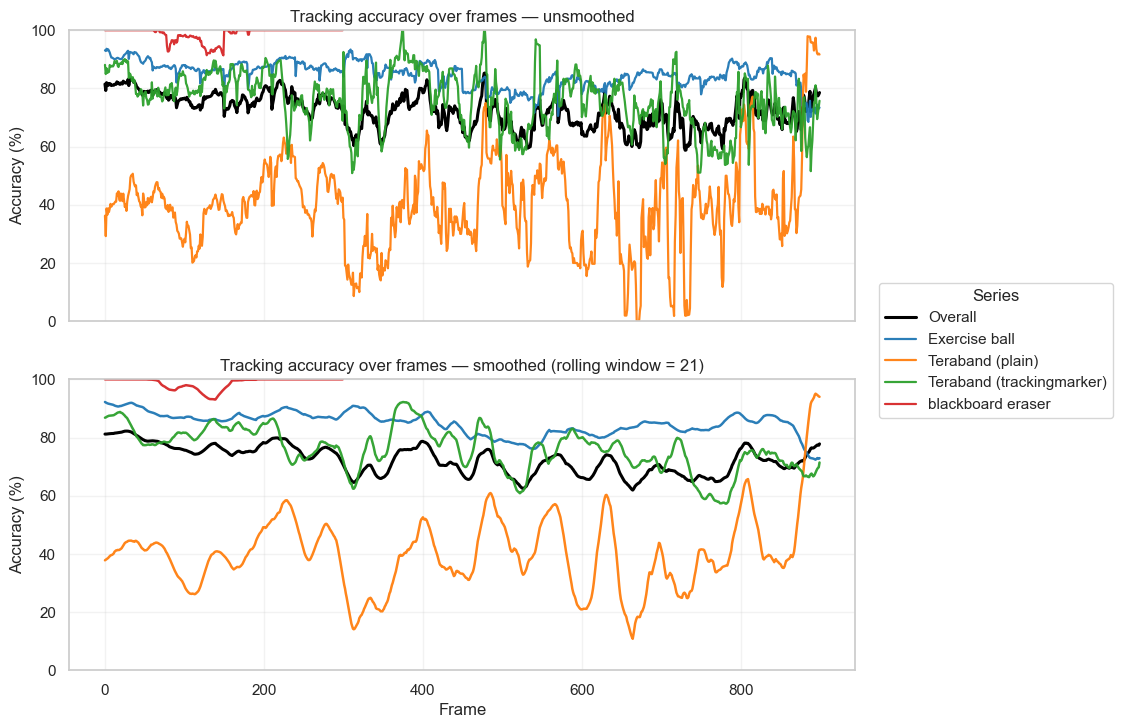 Tracking accuracy over frames — unsmoothed
100
80
60
40
20
0
Accuracy (%)
Tracking accuracy over frames — smoothed (rolling window = 21)
100
80
60
40
20
0
Accuracy (%)
0 200 400 600 800
Frame
Series
Overall
Exercise ball
Teraband (plain)
Teraband (trackingmarker)
blackboard eraser